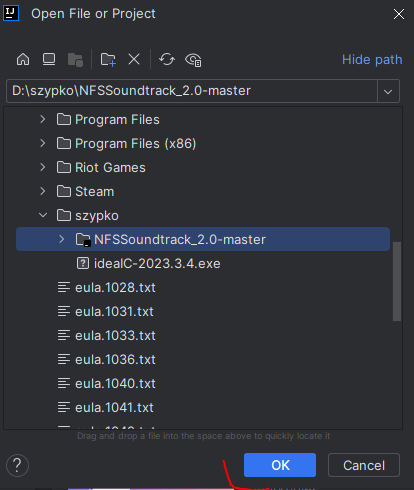 IJ Open File or Project
Hide path
D:\szypko\NFSSoundtrack_2.0-master
Program Files
Program Files (x86)
Riot Games
Steam
szypko
NFSSoundtrack_2.0-master
idealC-2023.3.4.exe
eula.1028.txt
eula.1031.txt
eula.1033.txt
eula.1036.txt
eula.1040.txt
eula.1041.txt
Drag and drop a file into the space above to quickly locate it
? OK Cancel